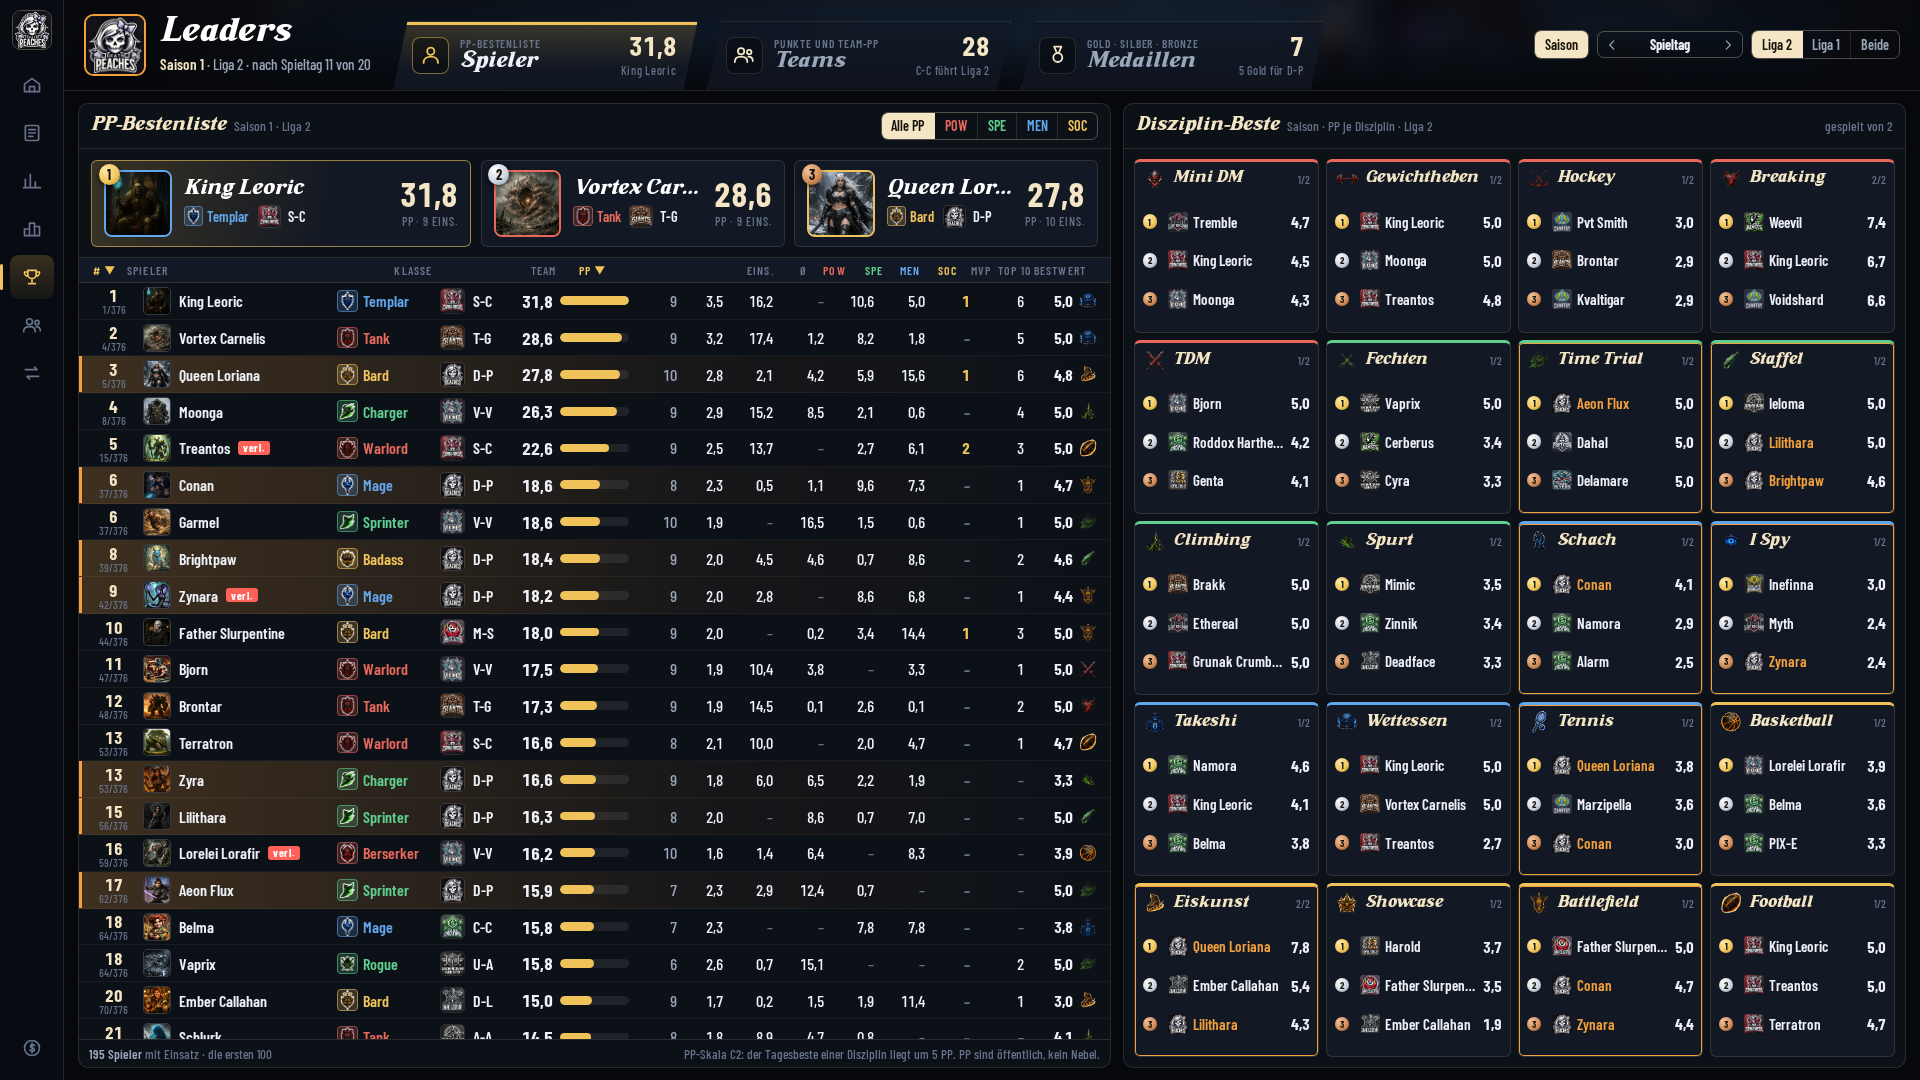 Leaders
Saison 1 · Liga 2 · nach Spieltag 11 von 20
PP-BESTENLISTE
Spieler
31,8
King Leoric
PUNKTE UND TEAM-PP
Teams
28
C-C führt Liga 2
GOLD · SILBER · BRONZE
Medaillen
7
5 Gold für D-P
Saison
Spieltag
Liga 2 Liga 1 Beide
PP-Bestenliste Saison 1 · Liga 2
Alle PP POW SPE MEN SOC
1 King Leoric Templar S-C 31,8 PP · 9 EINS.
2 Vortex Car... Tank T-G 28,6 PP · 9 EINS.
3 Queen Lor... Bard D-P 27,8 PP · 10 EINS.
# ▼ SPIELER KLASSE TEAM PP ▼ EINS. Ø POW SPE MEN SOC MVP TOP 10 BESTWERT
1 1/376 King Leoric Templar S-C 31,8 9 3,5 16,2 – 10,6 5,0 1 6 5,0
2 4/376 Vortex Carnelis Tank T-G 28,6 9 3,2 17,4 1,2 8,2 1,8 – 5 5,0
3 5/376 Queen Loriana Bard D-P 27,8 10 2,8 2,1 4,2 5,9 15,6 1 6 4,8
4 8/376 Moonga Charger V-V 26,3 9 2,9 15,2 8,5 2,1 0,6 – 4 5,0
5 15/376 Treantos verl. Warlord S-C 22,6 9 2,5 13,7 – 2,7 6,1 2 3 5,0
6 37/376 Conan Mage D-P 18,6 8 2,3 0,5 1,1 9,6 7,3 – 1 4,7
6 37/376 Garmel Sprinter V-V 18,6 10 1,9 – 16,5 1,5 0,6 – 1 5,0
8 39/376 Brightpaw Badass D-P 18,4 9 2,0 4,5 4,6 0,7 8,6 – 2 4,6
9 42/376 Zynara verl. Mage D-P 18,2 9 2,0 2,8 – 8,6 6,8 – 1 4,4
10 44/376 Father Slurpentine Bard M-S 18,0 9 2,0 – 0,2 3,4 14,4 1 3 5,0
11 47/376 Bjorn Warlord V-V 17,5 9 1,9 10,4 3,8 – 3,3 – 1 5,0
12 48/376 Brontar Tank T-G 17,3 9 1,9 14,5 0,1 2,6 0,1 – 2 5,0
13 53/376 Terratron Warlord S-C 16,6 8 2,1 10,0 – 2,0 4,7 – 1 4,7
13 53/376 Zyra Charger D-P 16,6 9 1,8 6,0 6,5 2,2 1,9 – – 3,3
15 56/376 Lilithara Sprinter D-P 16,3 8 2,0 – 8,6 0,7 7,0 – – 5,0
16 59/376 Lorelei Lorafir verl. Berserker V-V 16,2 10 1,6 1,4 6,4 – 8,3 – – 3,9
17 62/376 Aeon Flux Sprinter D-P 15,9 7 2,3 2,9 12,4 0,7 – – – 5,0
18 64/376 Belma Mage C-C 15,8 7 2,3 – – 7,8 7,8 – – 3,8
18 64/376 Vaprix Rogue U-A 15,8 6 2,6 0,7 15,1 – – – 2 5,0
20 70/376 Ember Callahan Bard D-L 15,0 9 1,7 0,2 1,5 1,9 11,4 – 1 3,0
21 Schlurk Tank A-A 14,5 8 1,8 8,9 4,7 0,8 – – 4,1
195 Spieler mit Einsatz · die ersten 100
PP-Skala C2: der Tagesbeste einer Disziplin liegt um 5 PP. PP sind öffentlich, kein Nebel.
Disziplin-Beste Saison · PP je Disziplin · Liga 2
gespielt von 2
Mini DM 1/2
1 Tremble 4,7
2 King Leoric 4,5
3 Moonga 4,3
Gewichtheben 1/2
1 King Leoric 5,0
2 Moonga 5,0
3 Treantos 4,8
Hockey 1/2
1 Pvt Smith 3,0
2 Brontar 2,9
3 Kvaltigar 2,9
Breaking 2/2
1 Weevil 7,4
2 King Leoric 6,7
3 Voidshard 6,6
TDM 1/2
1 Bjorn 5,0
2 Roddox Harthe... 4,2
3 Genta 4,1
Fechten 1/2
1 Vaprix 5,0
2 Cerberus 3,4
3 Cyra 3,3
Time Trial 1/2
1 Aeon Flux 5,0
2 Dahal 5,0
3 Delamare 5,0
Staffel 1/2
1 Ieloma 5,0
2 Lilithara 5,0
3 Brightpaw 4,6
Climbing 1/2
1 Brakk 5,0
2 Ethereal 5,0
3 Grunak Crumb... 5,0
Spurt 1/2
1 Mimic 3,5
2 Zinnik 3,4
3 Deadface 3,3
Schach 1/2
1 Conan 4,1
2 Namora 2,9
3 Alarm 2,5
I Spy 1/2
1 Inefinna 3,0
2 Myth 2,4
3 Zynara 2,4
Takeshi 1/2
1 Namora 4,6
2 King Leoric 4,1
3 Belma 3,8
Wettessen 1/2
1 King Leoric 5,0
2 Vortex Carnelis 5,0
3 Treantos 2,7
Tennis 1/2
1 Queen Loriana 3,8
2 Marzipella 3,6
3 Conan 3,0
Basketball 1/2
1 Lorelei Lorafir 3,9
2 Belma 3,6
3 PIX-E 3,3
Eiskunst 2/2
1 Queen Loriana 7,8
2 Ember Callahan 5,4
3 Lilithara 4,3
Showcase 1/2
1 Harold 3,7
2 Father Slurpen... 3,5
3 Ember Callahan 1,9
Battlefield 1/2
1 Father Slurpen... 5,0
2 Conan 4,7
3 Zynara 4,4
Football 1/2
1 King Leoric 5,0
2 Treantos 5,0
3 Terratron 4,7